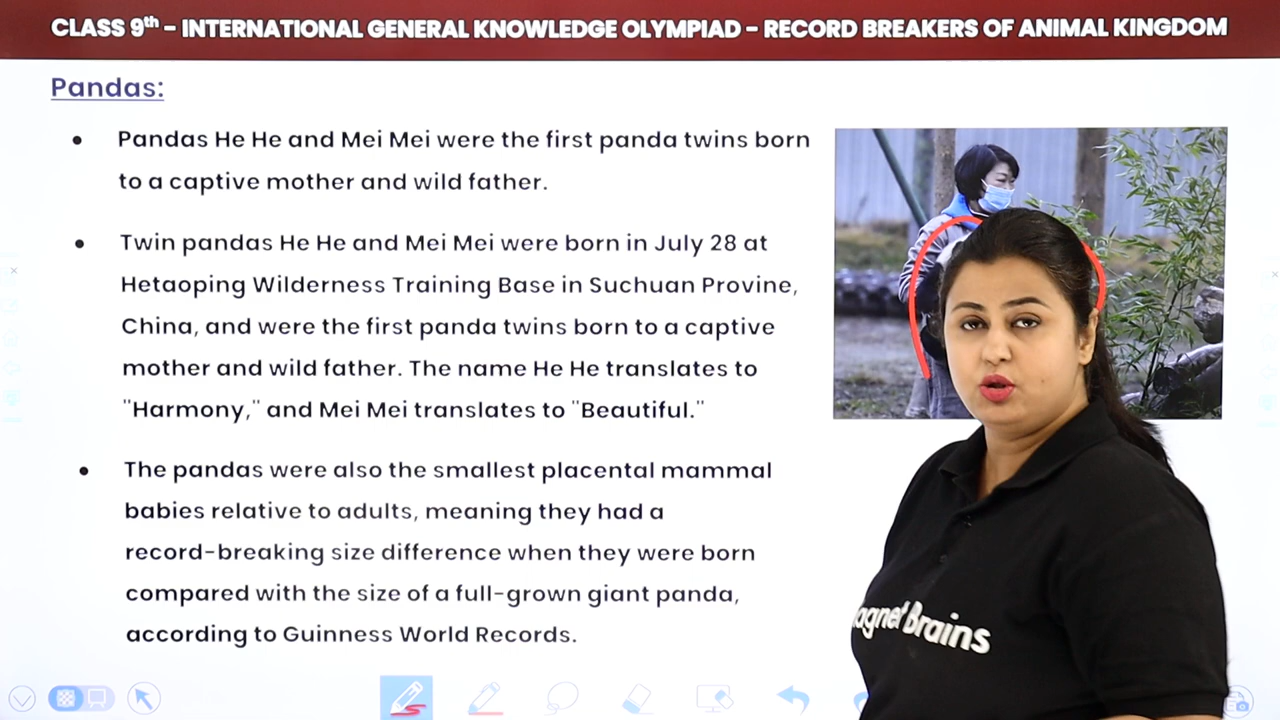 CLASS 9th - INTERNATIONAL GENERAL KNOWLEDGE OLYMPIAD - RECORD BREAKERS OF ANIMAL KINGDOM
Pandas:
• Pandas He He and Mei Mei were the first panda twins born
to a captive mother and wild father.
• Twin pandas He He and Mei Mei were born in July 28 at
Hetaoping Wilderness Training Base in Suchuan Provine,
China, and were the first panda twins born to a captive
mother and wild father. The name He He translates to
"Harmony," and Mei Mei translates to "Beautiful."
• The pandas were also the smallest placental mammal
babies relative to adults, meaning they had a
record-breaking size difference when they were born
compared with the size of a full-grown giant panda,
according to Guinness World Records.
agnet Brains